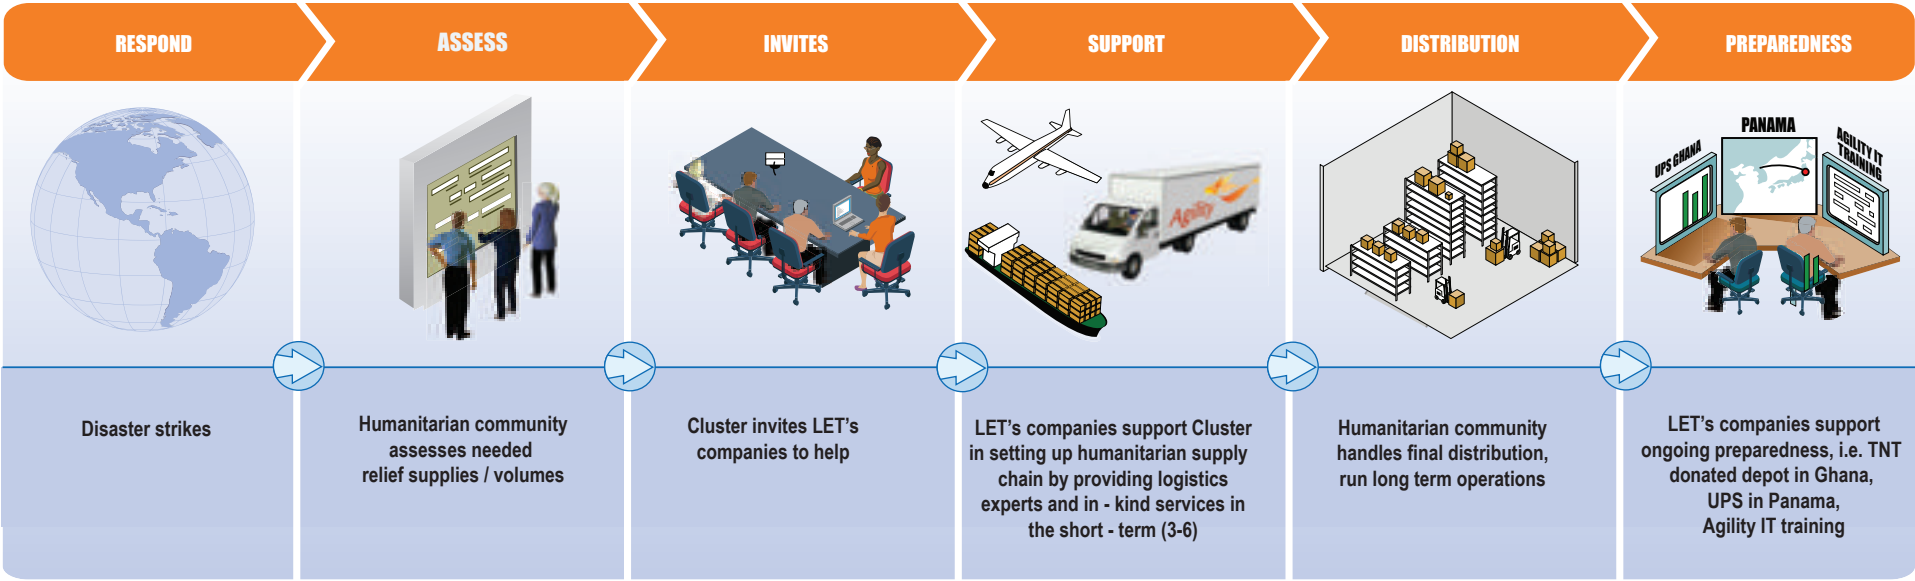 RESPOND
ASSESS
INVITES
SUPPORT
DISTRIBUTION
PREPAREDNESS
Agility
UPS GHANA
PANAMA
AGILITY IT
TRAINING
Disaster strikes
Humanitarian community
assesses needed
relief supplies / volumes
Cluster invites LET's
companies to help
LET's companies support Cluster
in setting up humanitarian supply
chain by providing logistics
experts and in - kind services in
the short - term (3-6)
Humanitarian community
handles final distribution,
run long term operations
LET's companies support
ongoing preparedness, i.e. TNT
donated depot in Ghana,
UPS in Panama,
Agility IT training